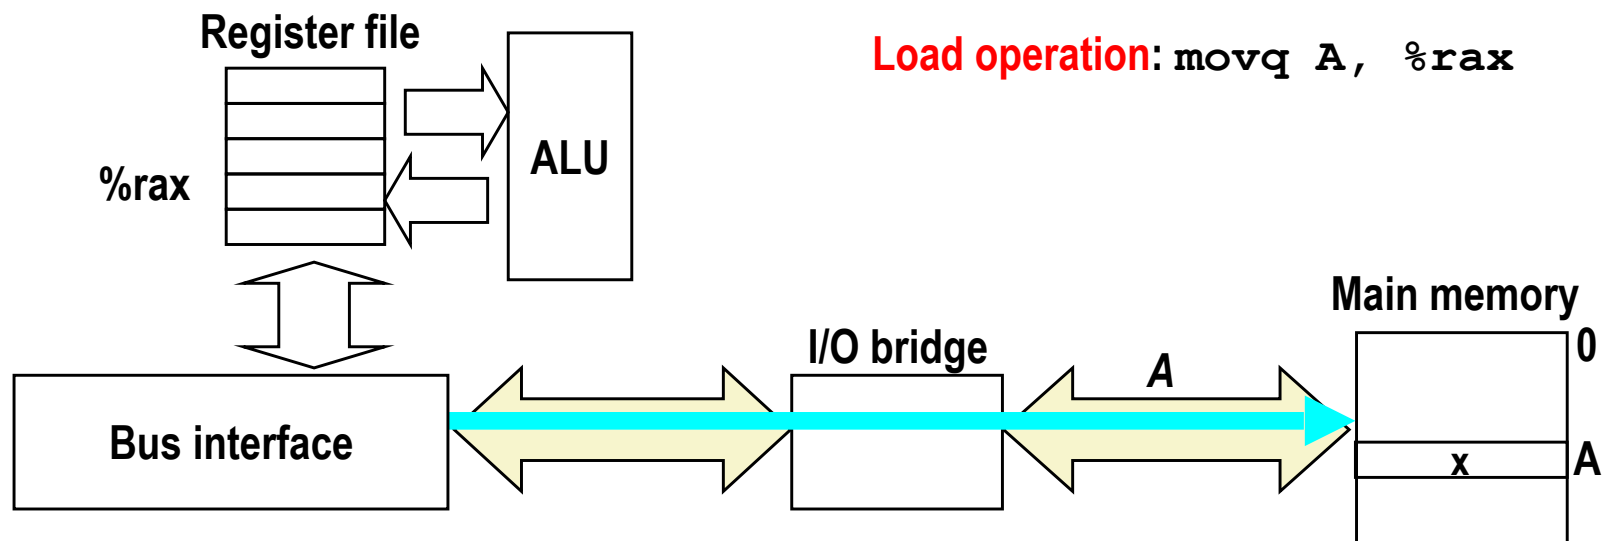 Register file
Load operation: movq A, %rax
ALU
%rax
Main memory
0
I/O bridge
A
Bus interface
x
A